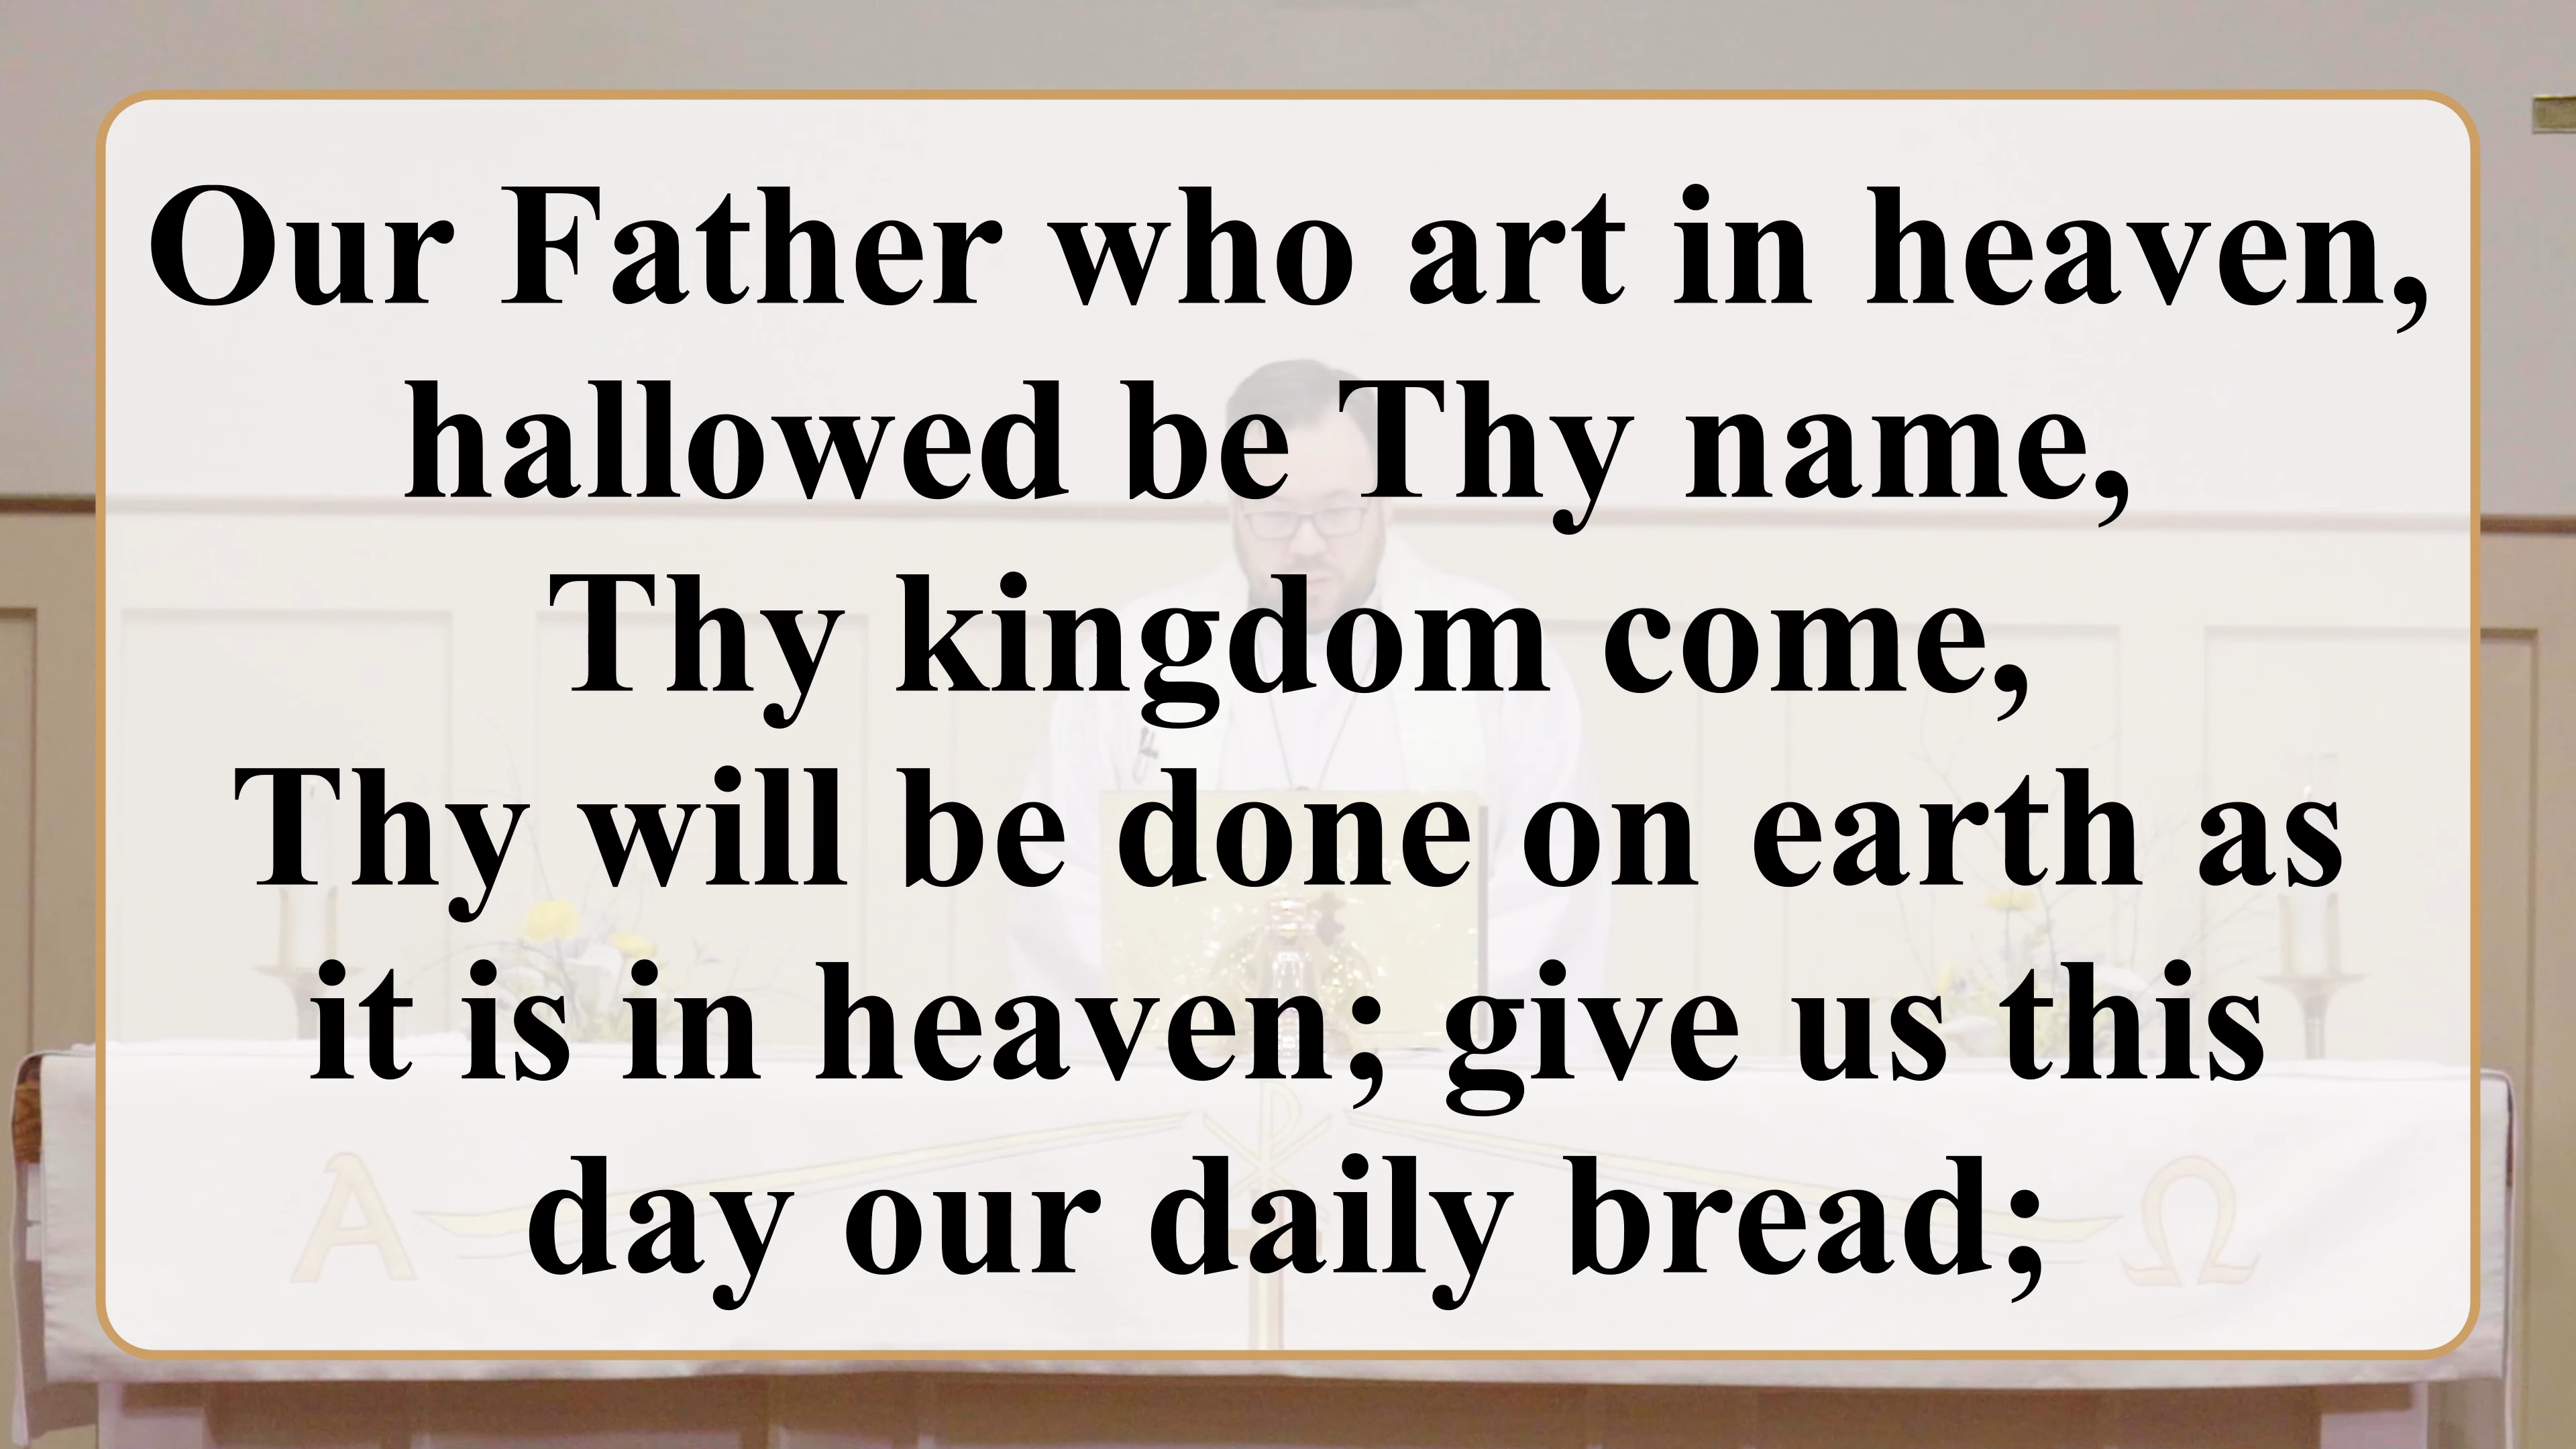 Our Father who art in heaven,
hallowed be Thy name,
Thy kingdom come,
Thy will be done on earth as
it is in heaven; give us this
day our daily bread;
Α Ω